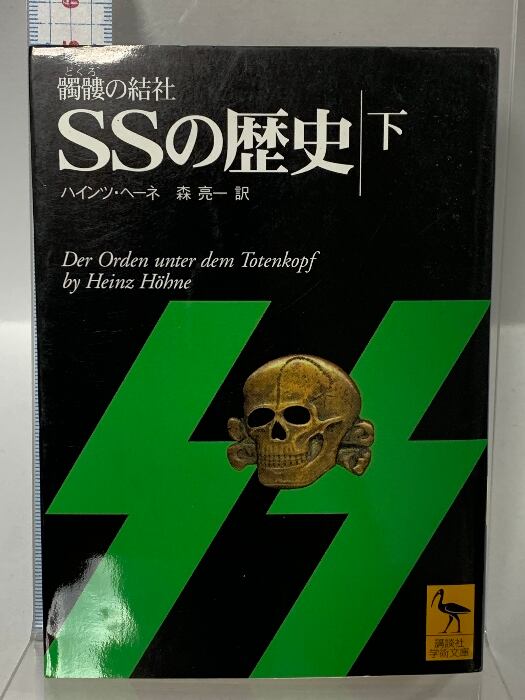 どくろ
髑髏の結社
SSの歴史 下
ハインツ・ヘーネ 森 亮一 訳
Der Orden unter dem Totenkopf
by Heinz Höhne
講談社
学術文庫